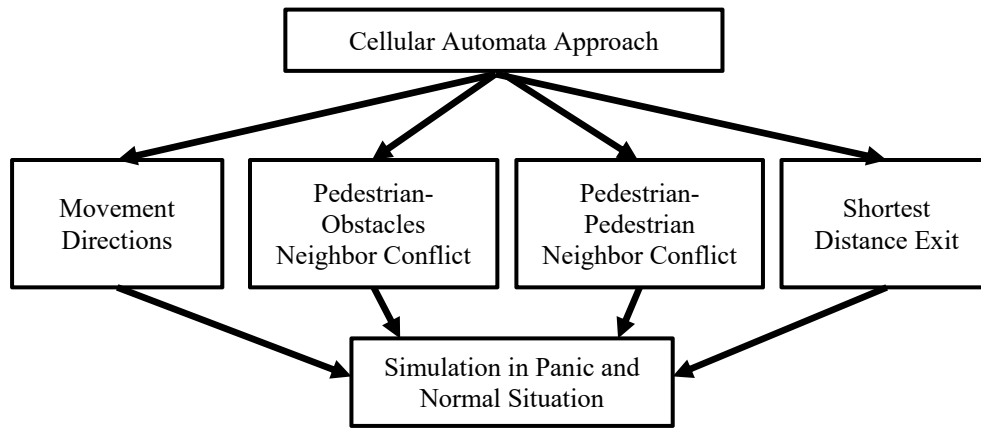 Cellular Automata Approach
Movement
Directions
Pedestrian-
Obstacles
Neighbor Conflict
Pedestrian-
Pedestrian
Neighbor Conflict
Shortest
Distance Exit
Simulation in Panic and
Normal Situation